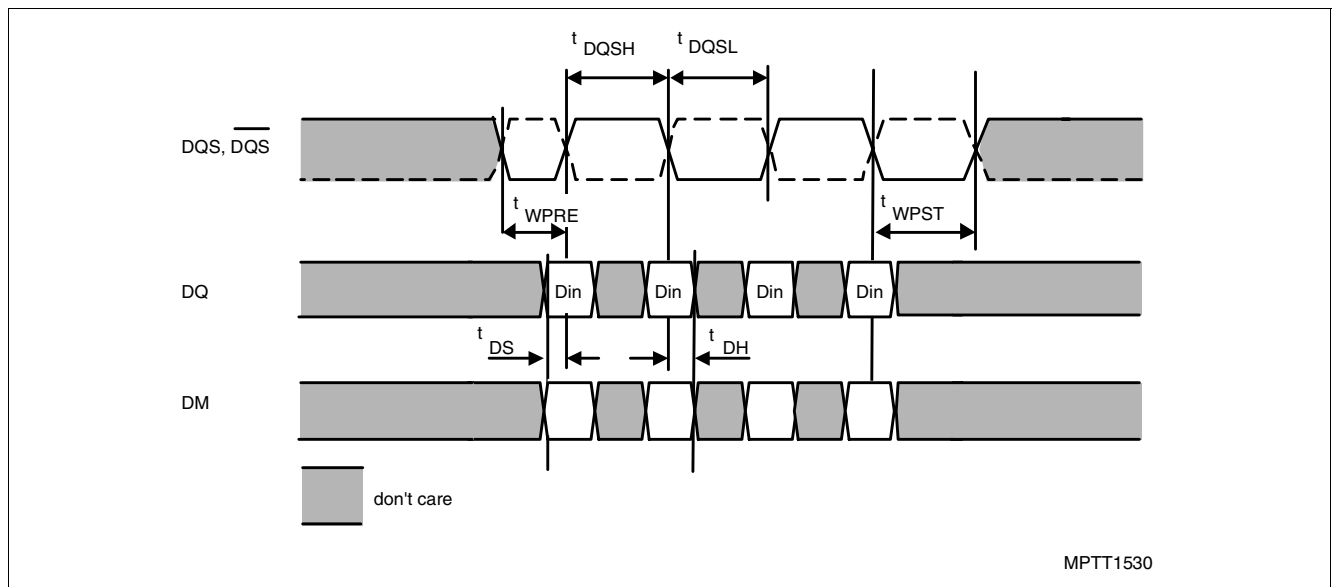 t DQSH
t DQSL
DQS, DQS
t WPRE
t WPST
DQ
Din
Din
Din
Din
t DS
t DH
DM
don't care
MPTT1530